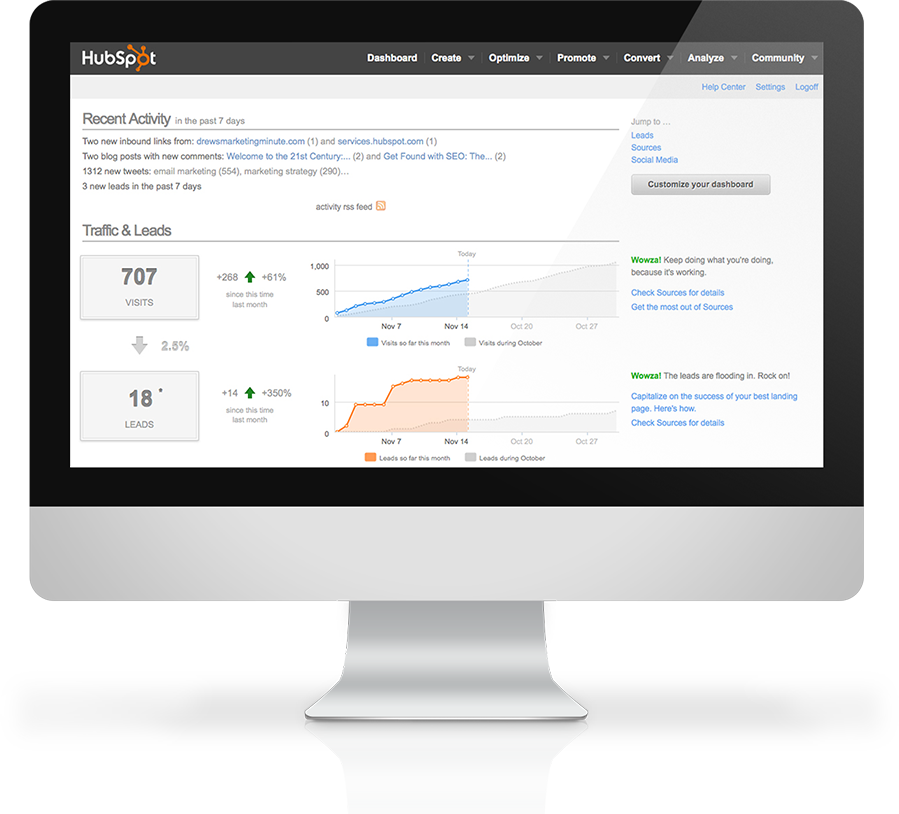 HubSpot
Dashboard Create Optimize Promote Convert Analyze Community
Help Center Settings Logoff
Recent Activity in the past 7 days
Two new inbound links from: drewsmarketingminute.com (1) and services.hubspot.com (1)
Two blog posts with new comments: Welcome to the 21st Century:... (2) and Get Found with SEO: The... (2)
1312 new tweets: email marketing (554), marketing strategy (290)...
3 new leads in the past 7 days
activity rss feed
Jump to ...
Leads
Sources
Social Media
Customize your dashboard
Traffic & Leads
707
VISITS
+268 +61%
since this time
last month
2.5%
Today
1,000
500
0
Nov 7 Nov 14 Oct 20 Oct 27
Visits so far this month Visits during October
Wowza! Keep doing what you're doing,
because it's working.
Check Sources for details
Get the most out of Sources
18 *
LEADS
+14 +350%
since this time
last month
Today
10
0
Nov 7 Nov 14 Oct 20 Oct 27
Leads so far this month Leads during October
Wowza! The leads are flooding in. Rock on!
Capitalize on the success of your best landing
page. Here's how.
Check Sources for details